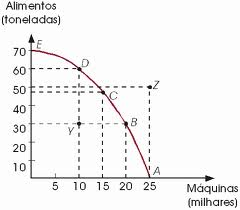 Alimentos
(toneladas)
70
E
60
D
50
Z
C
40
30
Y
B
20
10
A
5 10 15 20 25
Máquinas
(milhares)